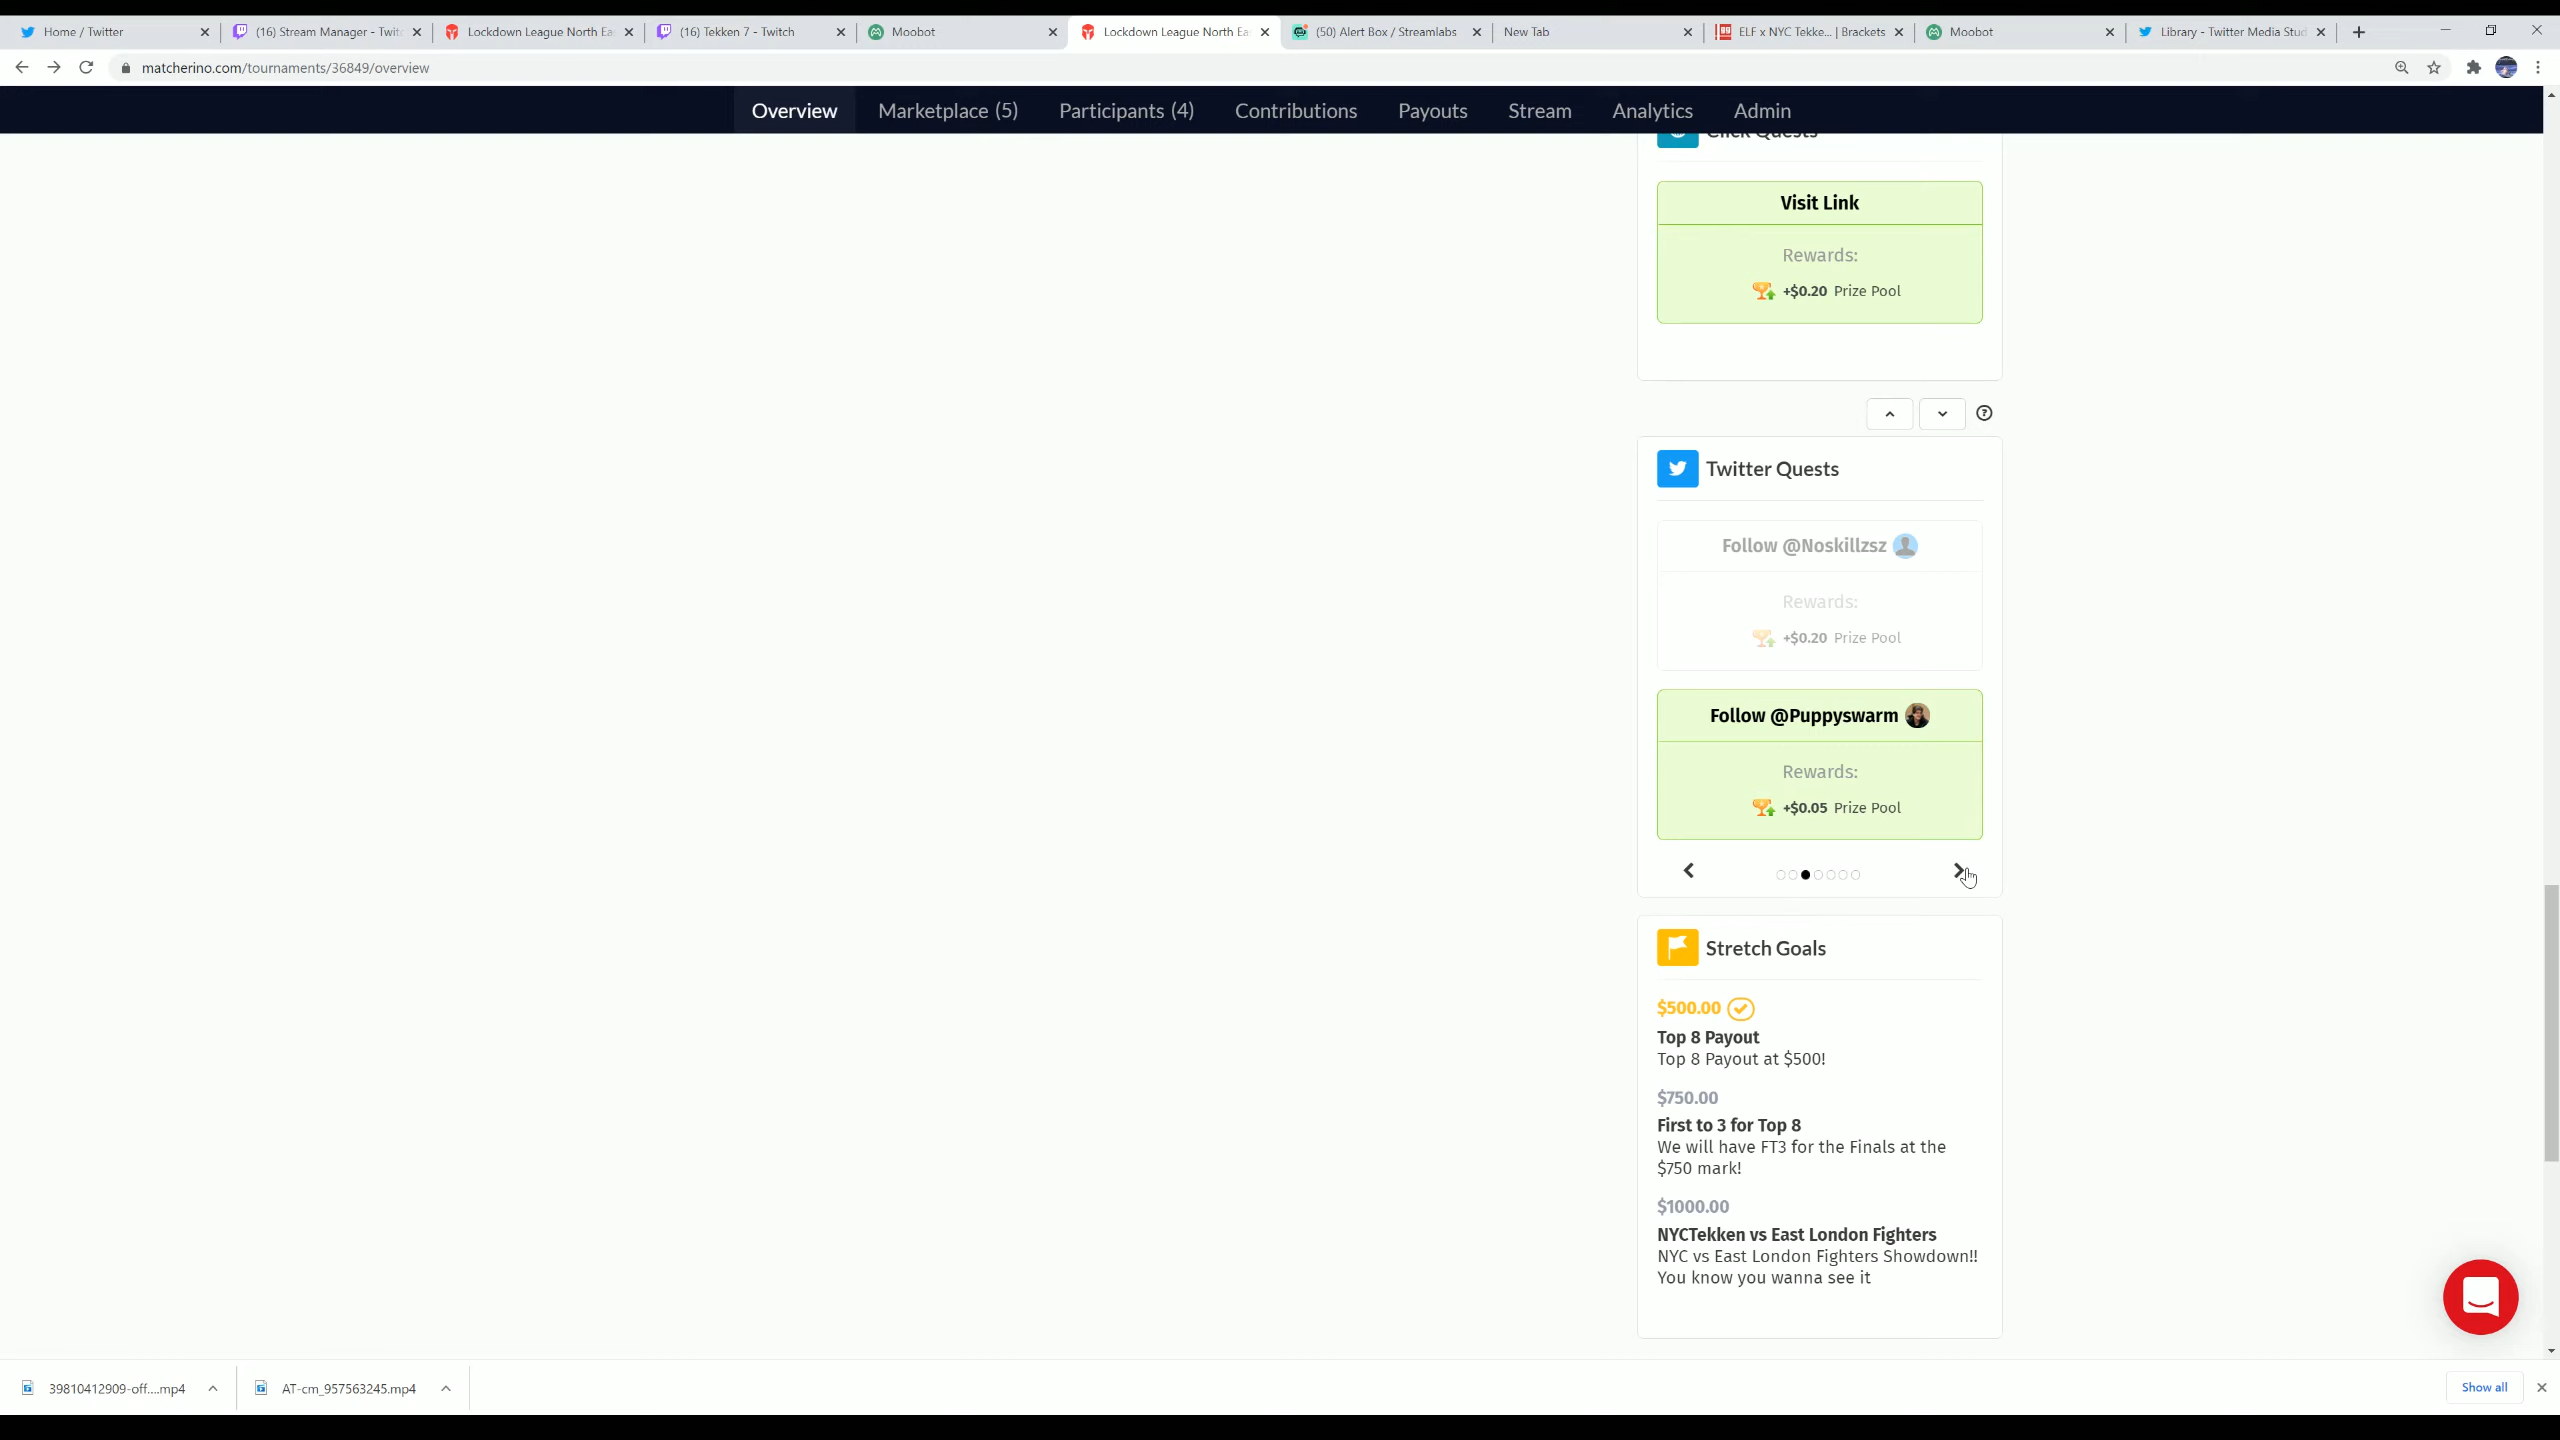 Home / Twitter
(16) Stream Manager - Twit
Lockdown League North Ea
(16) Tekken 7 - Twitch
Moobot
Lockdown League North Ea
(50) Alert Box / Streamlabs
New Tab
ELF x NYC Tekke... | Brackets
Moobot
Library - Twitter Media Stud
matcherino.com/tournaments/36849/overview
Overview
Marketplace (5)
Participants (4)
Contributions
Payouts
Stream
Analytics
Admin
Click Quests
Visit Link
Rewards:
+$0.20 Prize Pool
Twitter Quests
Follow @Noskillzsz
Rewards:
+$0.20 Prize Pool
Follow @Puppyswarm
Rewards:
+$0.05 Prize Pool
Stretch Goals
$500.00
Top 8 Payout
Top 8 Payout at $500!
$750.00
First to 3 for Top 8
We will have FT3 for the Finals at the
$750 mark!
$1000.00
NYCTekken vs East London Fighters
NYC vs East London Fighters Showdown!!
You know you wanna see it
39810412909-off....mp4
AT-cm_957563245.mp4
Show all